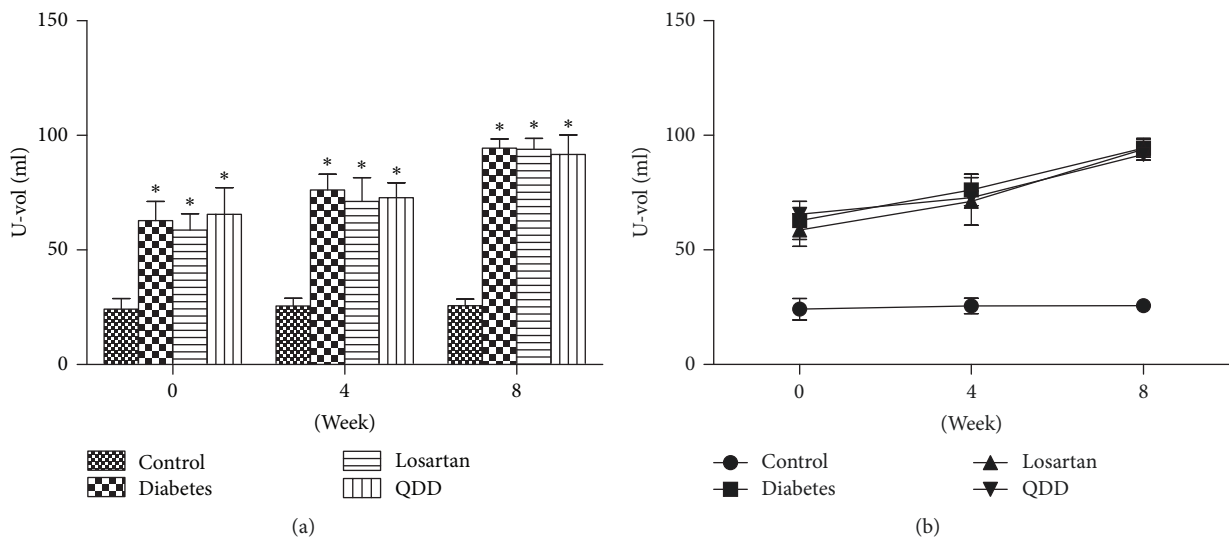 150
100
50
0
U-vol (ml)
* * *
* * *
* * *
0 4 8
(Week)
Control Losartan
Diabetes QDD
(a)
150
100
50
0
U-vol (ml)
0 4 8
(Week)
Control Losartan
Diabetes QDD
(b)